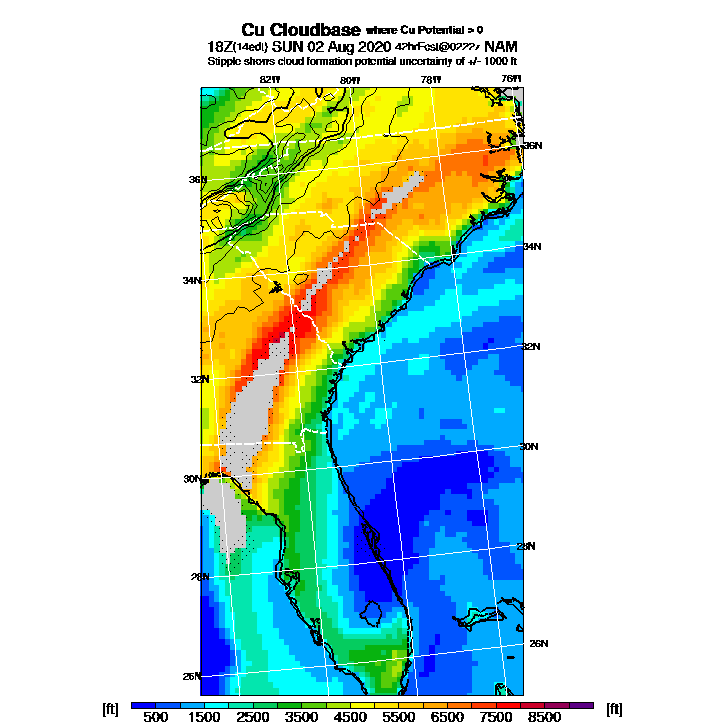 Cu Cloudbase where Cu Potential > 0
18Z (14edt) SUN 02 Aug 2020 42hrFcst@0222z NAM
Stipple shows cloud formation potential uncertainty of +/- 1000 ft
82W 80W 78W 76W
36N
36N
34N
34N
32N
32N
30N
30N
28N
28N
26N
26N
[ft] 500 1500 2500 3500 4500 5500 6500 7500 8500 [ft]